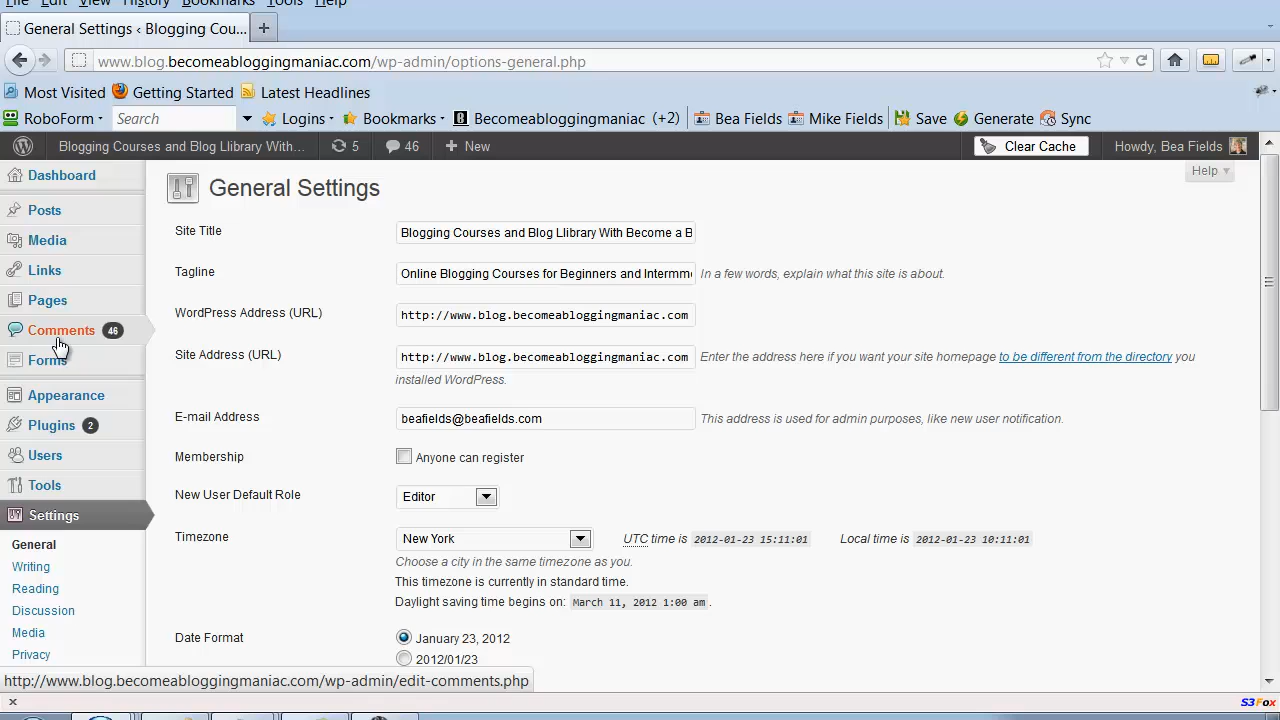 File Edit View History Bookmarks Tools Help
General Settings ‹ Blogging Cou...
www.blog.becomeabloggingmaniac.com/wp-admin/options-general.php
Most Visited Getting Started Latest Headlines
RoboForm Search Logins Bookmarks Becomeabloggingmaniac (+2) Bea Fields Mike Fields Save Generate Sync
Blogging Courses and Blog Llibrary With... 5 46 + New Clear Cache Howdy, Bea Fields
Help
Dashboard
Posts
Media
Links
Pages
Comments 46
Forms
Appearance
Plugins 2
Users
Tools
Settings
General
Writing
Reading
Discussion
Media
Privacy
General Settings
Site Title Blogging Courses and Blog Llibrary With Become a B
Tagline Online Blogging Courses for Beginners and Intermm In a few words, explain what this site is about.
WordPress Address (URL) http://www.blog.becomeabloggingmaniac.com
Site Address (URL) http://www.blog.becomeabloggingmaniac.com Enter the address here if you want your site homepage to be different from the directory you
installed WordPress.
E-mail Address beafields@beafields.com This address is used for admin purposes, like new user notification.
Membership Anyone can register
New User Default Role Editor
Timezone New York UTC time is 2012-01-23 15:11:01 Local time is 2012-01-23 10:11:01
Choose a city in the same timezone as you.
This timezone is currently in standard time.
Daylight saving time begins on: March 11, 2012 1:00 am.
Date Format January 23, 2012
2012/01/23
http://www.blog.becomeabloggingmaniac.com/wp-admin/edit-comments.php
S3Fox